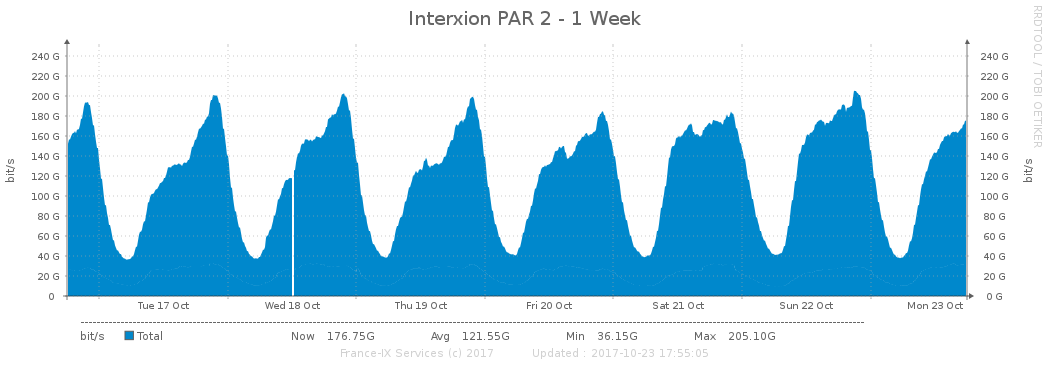 Interxion PAR 2 - 1 Week
RRDTOOL / TOBI OETIKER
240 G 240 G
220 G 220 G
200 G 200 G
180 G 180 G
160 G 160 G
140 G 140 G
120 G 120 G
100 G 100 G
80 G 80 G
60 G 60 G
40 G 40 G
20 G 20 G
0 0 G
bit/s bit/s
Tue 17 Oct Wed 18 Oct Thu 19 Oct Fri 20 Oct Sat 21 Oct Sun 22 Oct Mon 23 Oct
bit/s Total Now 176.75G Avg 121.55G Min 36.15G Max 205.10G
France-IX Services (c) 2017 Updated : 2017-10-23 17:55:05